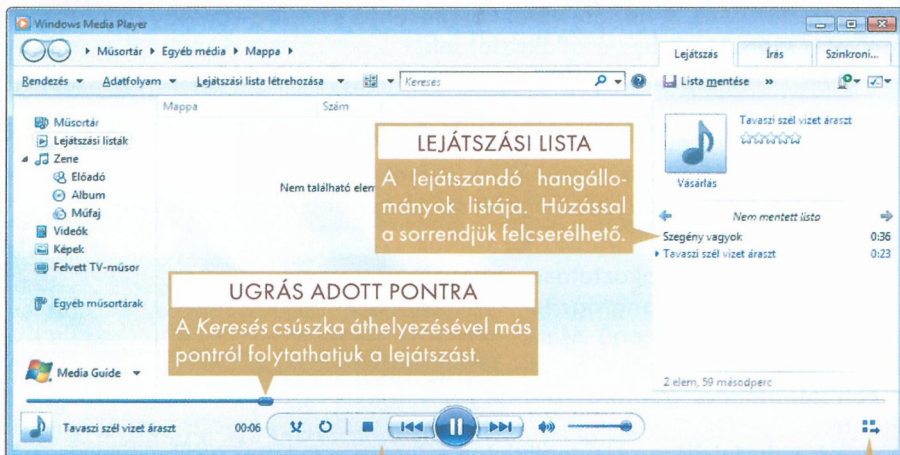 Windows Media Player
Műsortár Egyéb média Mappa
Lejátszás Írás Szinkroni...
Rendezés Adatfolyam Lejátszási lista létrehozása Keresés
Lista mentése »
Mappa Szám
Műsortár
Lejátszási listák
Zene
Előadó
Album
Műfaj
Videók
Képek
Felvett TV-műsor
Egyéb műsortárak
Media Guide
Nem található elem
LEJÁTSZÁSI LISTA
A lejátszandó hangállo-
mányok listája. Húzással
a sorrendjük felcserélhető.
UGRÁS ADOTT PONTRA
A Keresés csúszka áthelyezésével más
pontról folytathatjuk a lejátszást.
Tavaszi szél vizet áraszt
Vásárlás
Nem mentett lista
Szegény vagyok 0:36
Tavaszi szél vizet áraszt 0:23
2 elem, 59 másodperc
Tavaszi szél vizet áraszt 00:06